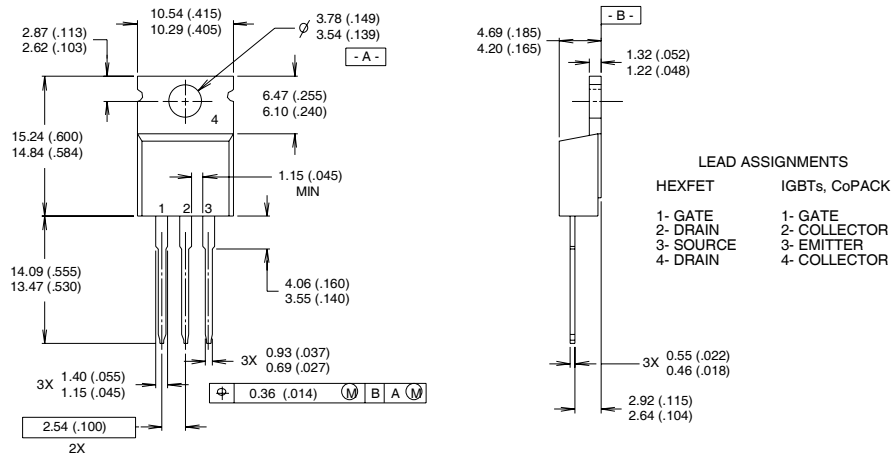 10.54 (.415)
10.29 (.405)
ø 3.78 (.149)
3.54 (.139)
- A -
2.87 (.113)
2.62 (.103)
6.47 (.255)
6.10 (.240)
4
15.24 (.600)
14.84 (.584)
1.15 (.045)
MIN
1 2 3
14.09 (.555)
13.47 (.530)
4.06 (.160)
3.55 (.140)
3X 0.93 (.037)
0.69 (.027)
3X 1.40 (.055)
1.15 (.045)
⌖ 0.36 (.014) Ⓜ B A Ⓜ
2.54 (.100)
2X
- B -
4.69 (.185)
4.20 (.165)
1.32 (.052)
1.22 (.048)
3X 0.55 (.022)
0.46 (.018)
2.92 (.115)
2.64 (.104)
LEAD ASSIGNMENTS
HEXFET
1- GATE
2- DRAIN
3- SOURCE
4- DRAIN
IGBTs, CoPACK
1- GATE
2- COLLECTOR
3- EMITTER
4- COLLECTOR